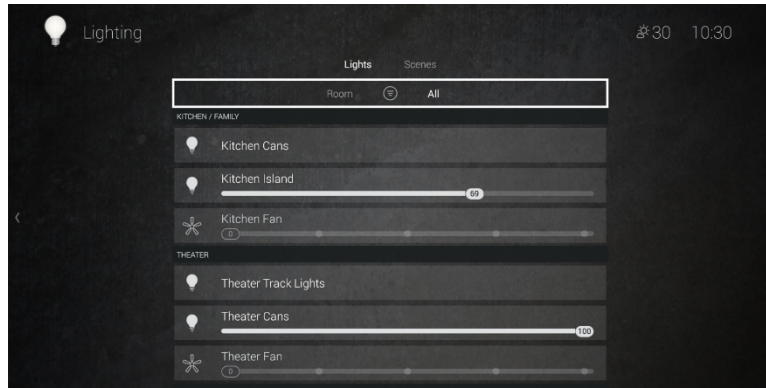 Lighting
30 10:30
Lights Scenes
Room All
KITCHEN / FAMILY
Kitchen Cans
Kitchen Island
69
Kitchen Fan
0
THEATER
Theater Track Lights
Theater Cans
100
Theater Fan
0